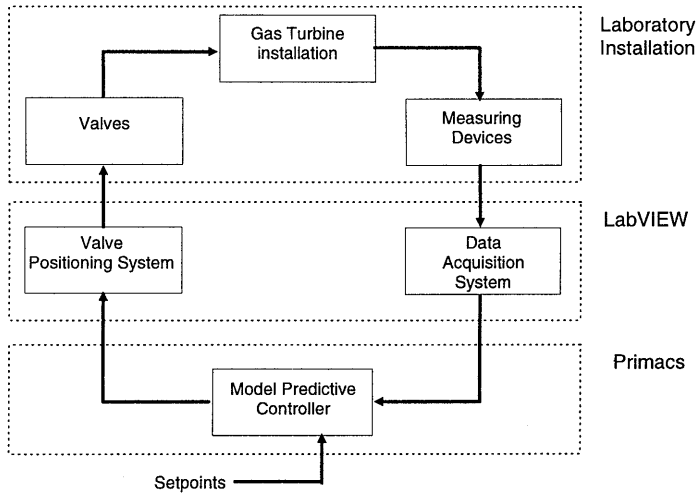 Gas Turbine
installation
Laboratory
Installation
Valves
Measuring
Devices
LabVIEW
Valve
Positioning System
Data
Acquisition
System
Primacs
Model Predictive
Controller
Setpoints